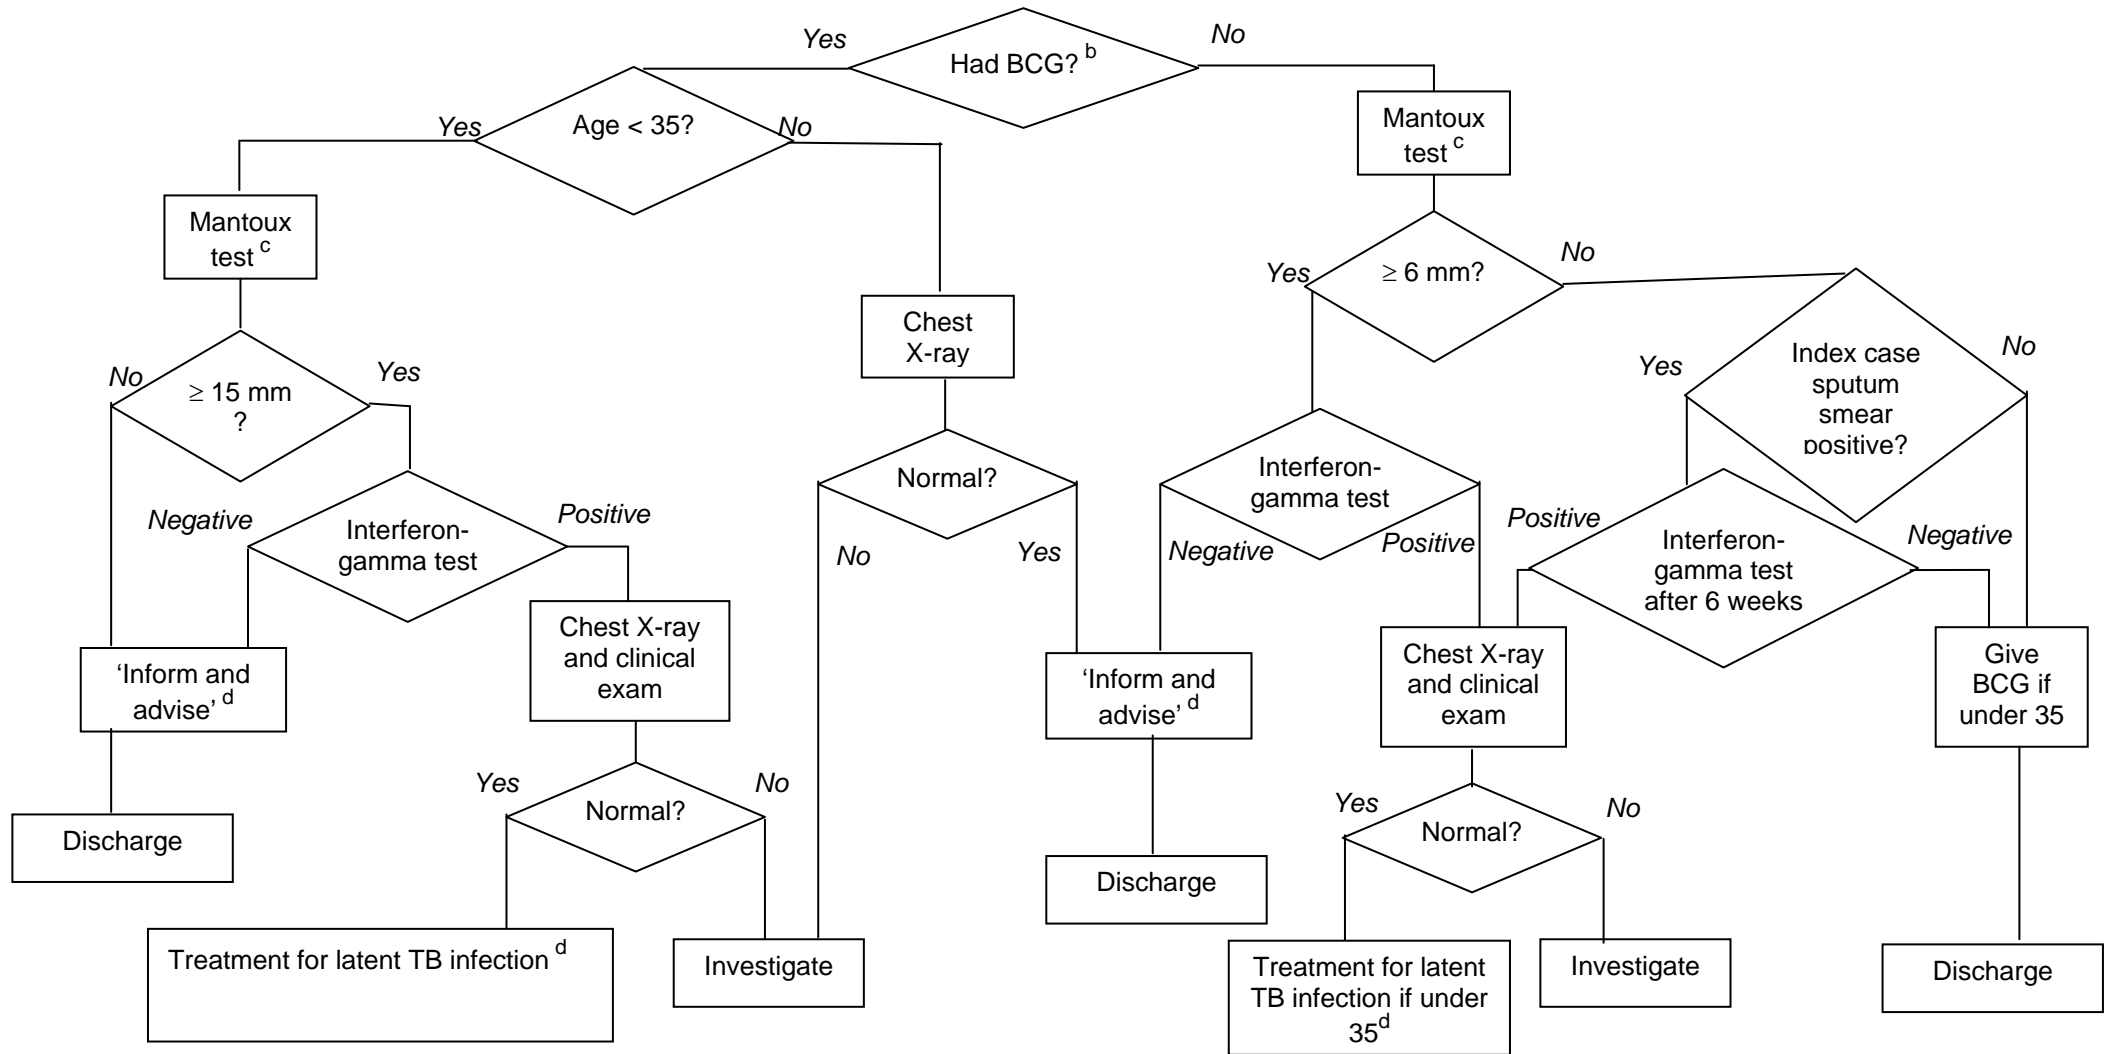 Yes
Had BCG? b
No
Yes
Age < 35?
No
Mantoux
test c
Mantoux
test c
Yes
≥ 6 mm?
No
Chest
X-ray
No
≥ 15 mm
?
Yes
Yes
Index case
sputum
smear
positive?
No
Negative
Interferon-
gamma test
Positive
Normal?
No
Yes
Interferon-
gamma test
Negative
Positive
Positive
Interferon-
gamma test
after 6 weeks
Negative
'Inform and
advise' d
Chest X-ray
and clinical
exam
'Inform and
advise' d
Chest X-ray
and clinical
exam
Give
BCG if
under 35
Yes
Normal?
No
Yes
Normal?
No
Discharge
Discharge
Treatment for latent TB infection d
Investigate
Treatment for latent
TB infection if under
35d
Investigate
Discharge